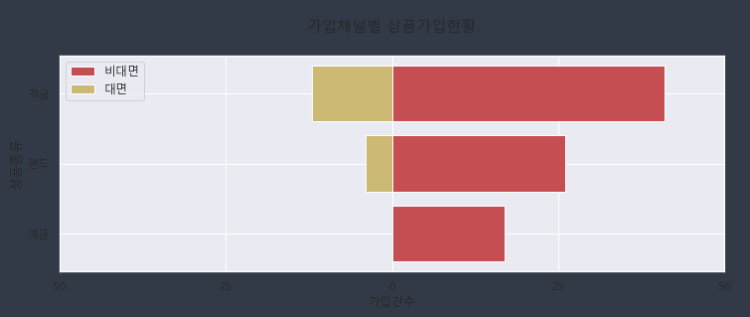 가입채널별 상품가입현황
비대면
대면
적금
펀드
예금
상품종류
50 25 0 25 50
가입건수